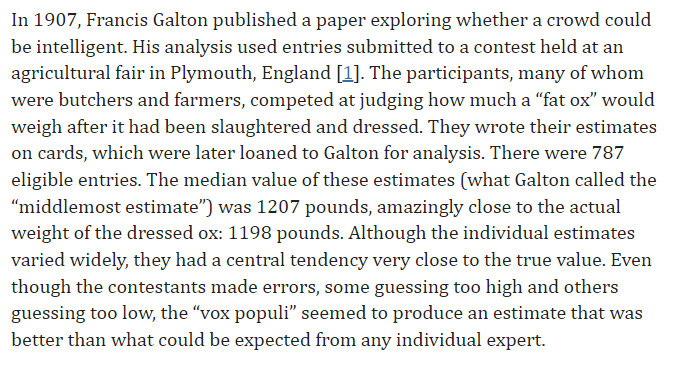 In 1907, Francis Galton published a paper exploring whether a crowd could
be intelligent. His analysis used entries submitted to a contest held at an
agricultural fair in Plymouth, England [1]. The participants, many of whom
were butchers and farmers, competed at judging how much a “fat ox” would
weigh after it had been slaughtered and dressed. They wrote their estimates
on cards, which were later loaned to Galton for analysis. There were 787
eligible entries. The median value of these estimates (what Galton called the
“middlemost estimate”) was 1207 pounds, amazingly close to the actual
weight of the dressed ox: 1198 pounds. Although the individual estimates
varied widely, they had a central tendency very close to the true value. Even
though the contestants made errors, some guessing too high and others
guessing too low, the “vox populi” seemed to produce an estimate that was
better than what could be expected from any individual expert.